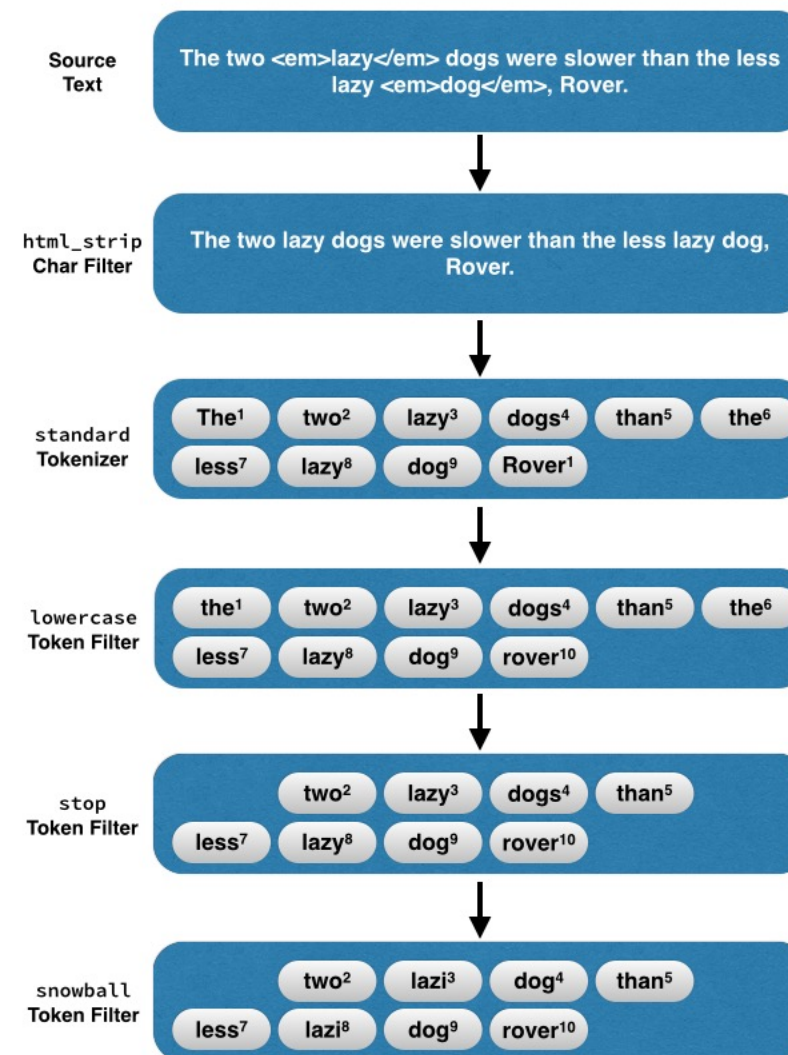 Source
Text
The two <em>lazy</em> dogs were slower than the less
lazy <em>dog</em>, Rover.
html_strip
Char Filter
The two lazy dogs were slower than the less lazy dog,
Rover.
standard
Tokenizer
The¹ two² lazy³ dogs⁴ than⁵ the⁶
less⁷ lazy⁸ dog⁹ Rover¹
lowercase
Token Filter
the¹ two² lazy³ dogs⁴ than⁵ the⁶
less⁷ lazy⁸ dog⁹ rover¹⁰
stop
Token Filter
two² lazy³ dogs⁴ than⁵
less⁷ lazy⁸ dog⁹ rover¹⁰
snowball
Token Filter
two² lazi³ dog⁴ than⁵
less⁷ lazi⁸ dog⁹ rover¹⁰